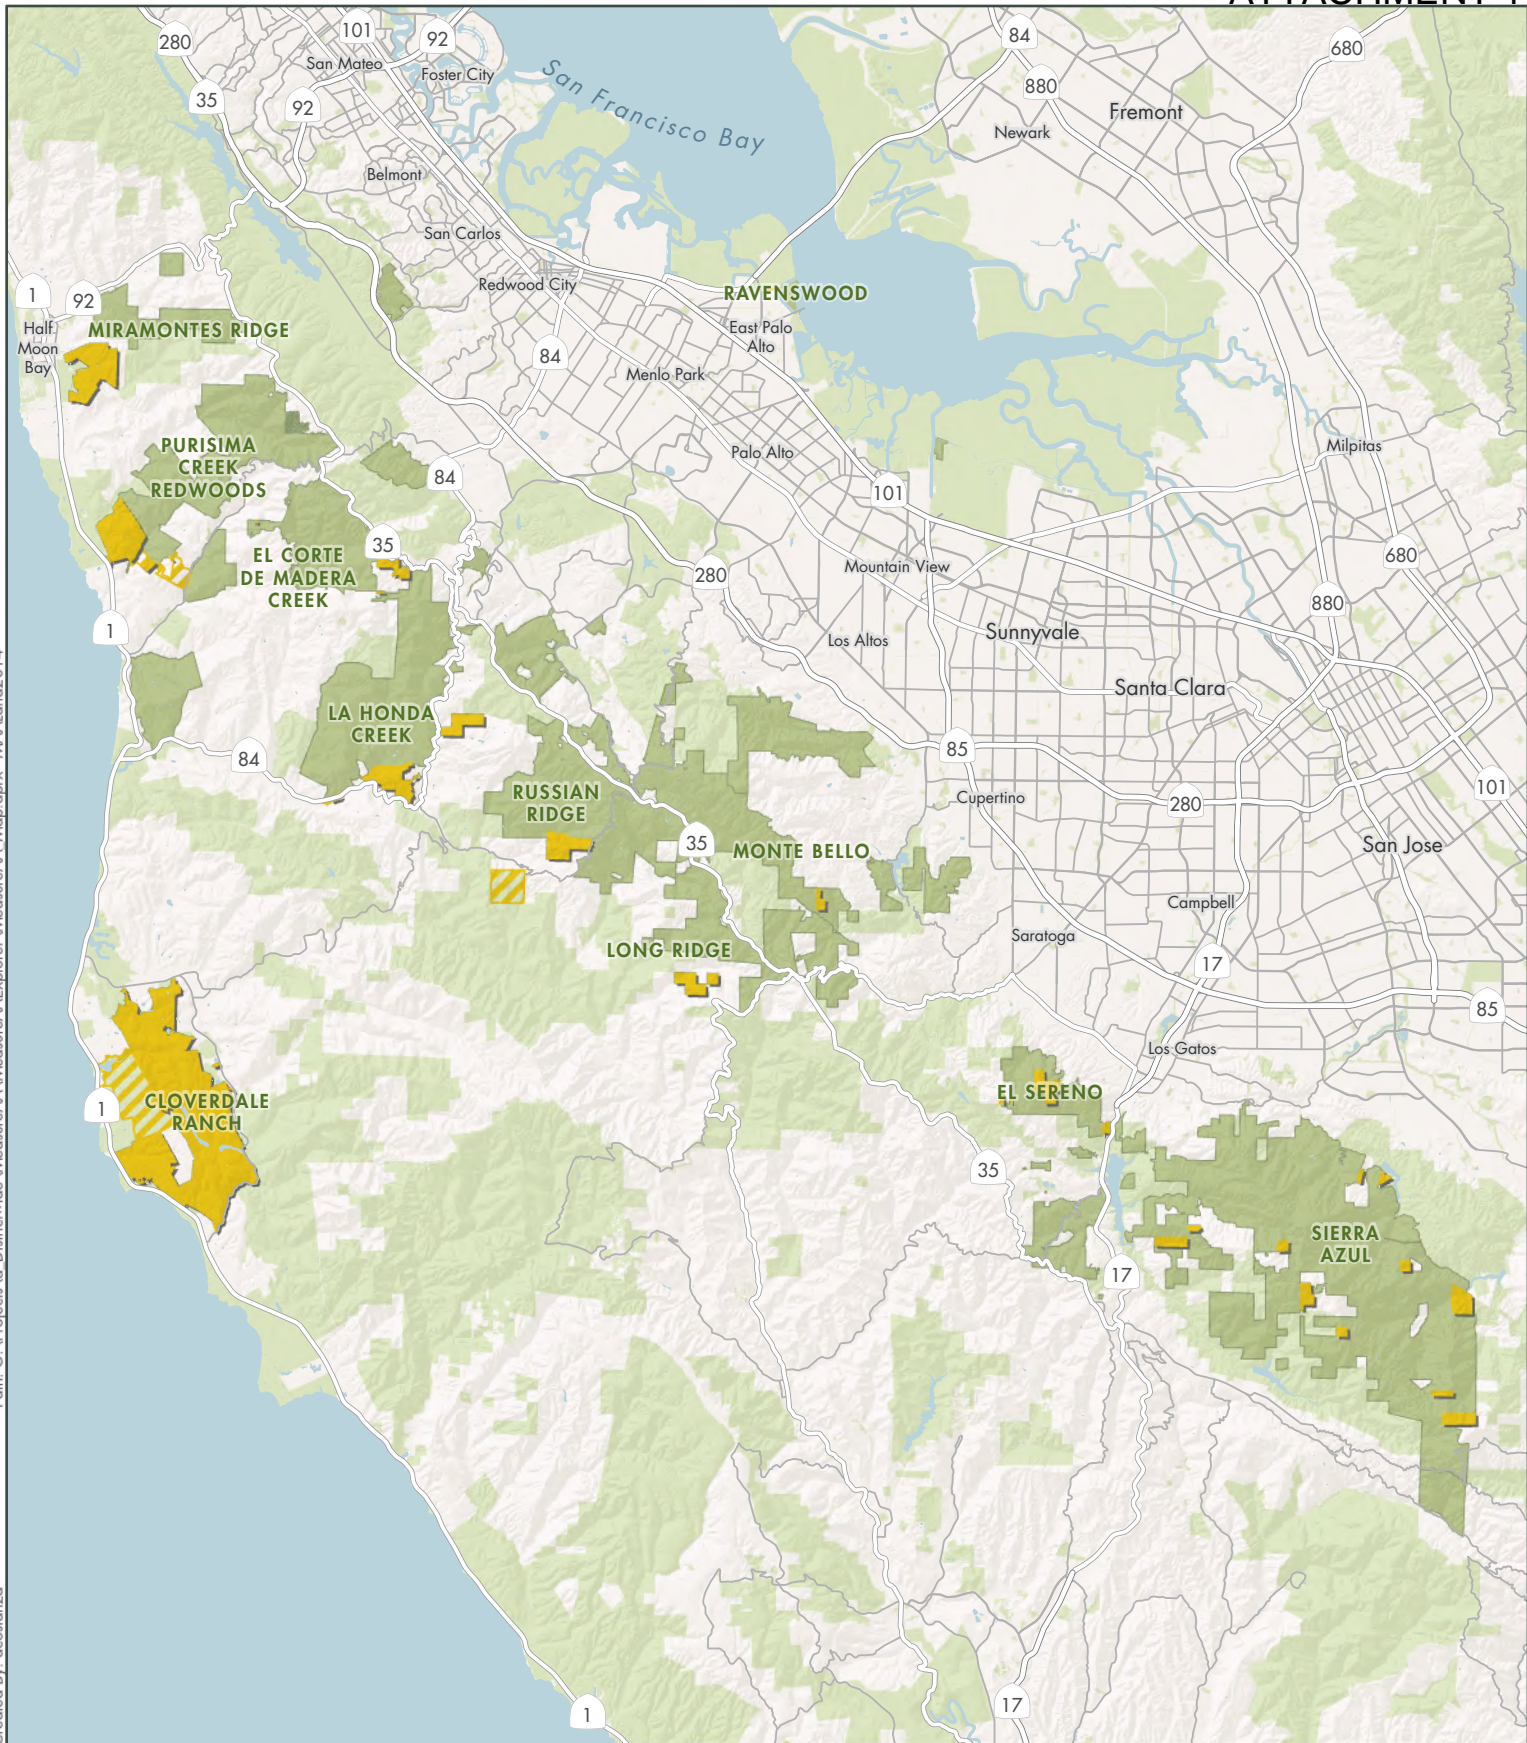 280
101
92
84
680
San Mateo
Foster City
35
92
San Francisco Bay
880
Fremont
Newark
Belmont
San Carlos
Redwood City
RAVENSWOOD
1
92
Half
Moon
Bay
MIRAMONTES RIDGE
East Palo
Alto
84
Menlo Park
PURISIMA
CREEK
REDWOODS
84
Palo Alto
101
Milpitas
35
EL CORTE
DE MADERA
CREEK
280
Mountain View
680
880
1
Los Altos
Sunnyvale
Santa Clara
LA HONDA
CREEK
84
85
RUSSIAN
RIDGE
Cupertino
280
101
35
MONTE BELLO
San Jose
Campbell
LONG RIDGE
Saratoga
17
85
Los Gatos
1
CLOVERDALE
RANCH
EL SERENO
35
SIERRA
AZUL
17
17
1